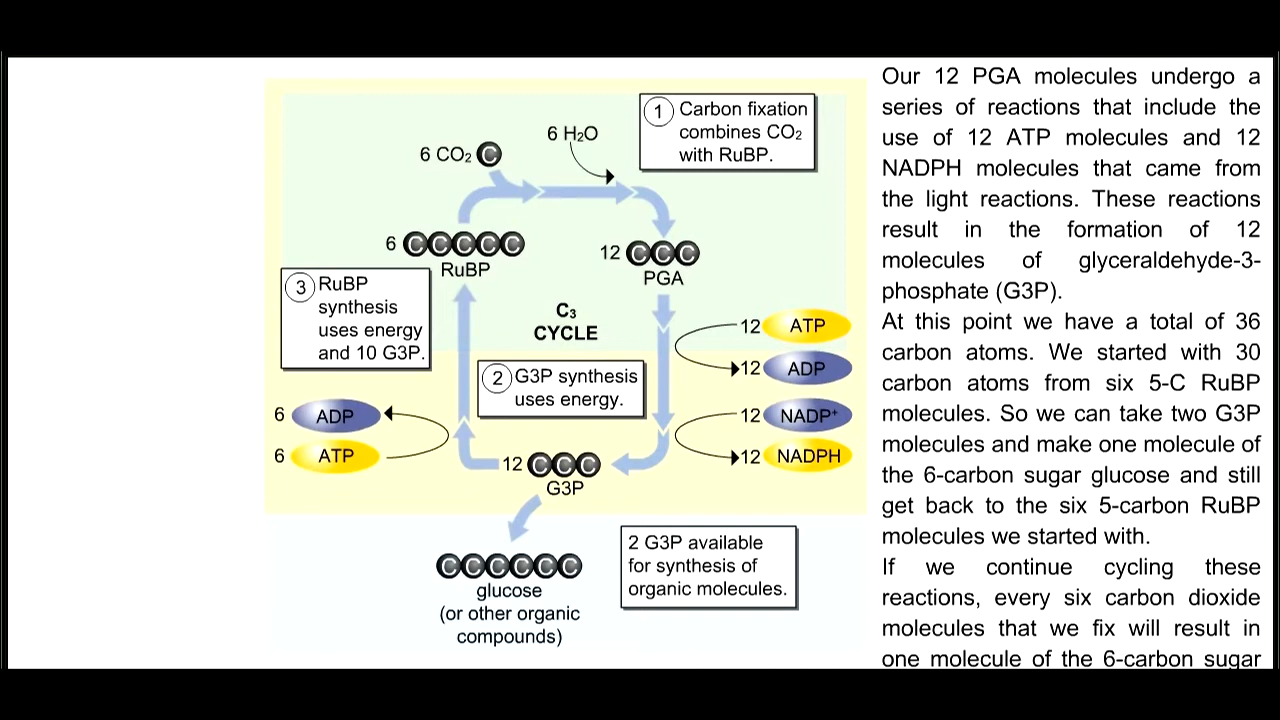 1 Carbon fixation
combines CO₂
with RuBP.
6 H₂O
6 CO₂ C
6 CCCCC
RuBP
12 CCC
PGA
3 RuBP
synthesis
uses energy
and 10 G3P.
C₃
CYCLE
12 ATP
12 ADP
2 G3P synthesis
uses energy.
6 ADP
6 ATP
12 NADP⁺
12 NADPH
12 CCC
G3P
CCCCCC
glucose
(or other organic
compounds)
2 G3P available
for synthesis of
organic molecules.
Our 12 PGA molecules undergo a
series of reactions that include the
use of 12 ATP molecules and 12
NADPH molecules that came from
the light reactions. These reactions
result in the formation of 12
molecules of glyceraldehyde-3-
phosphate (G3P).
At this point we have a total of 36
carbon atoms. We started with 30
carbon atoms from six 5-C RuBP
molecules. So we can take two G3P
molecules and make one molecule of
the 6-carbon sugar glucose and still
get back to the six 5-carbon RuBP
molecules we started with.
If we continue cycling these
reactions, every six carbon dioxide
molecules that we fix will result in
one molecule of the 6-carbon sugar